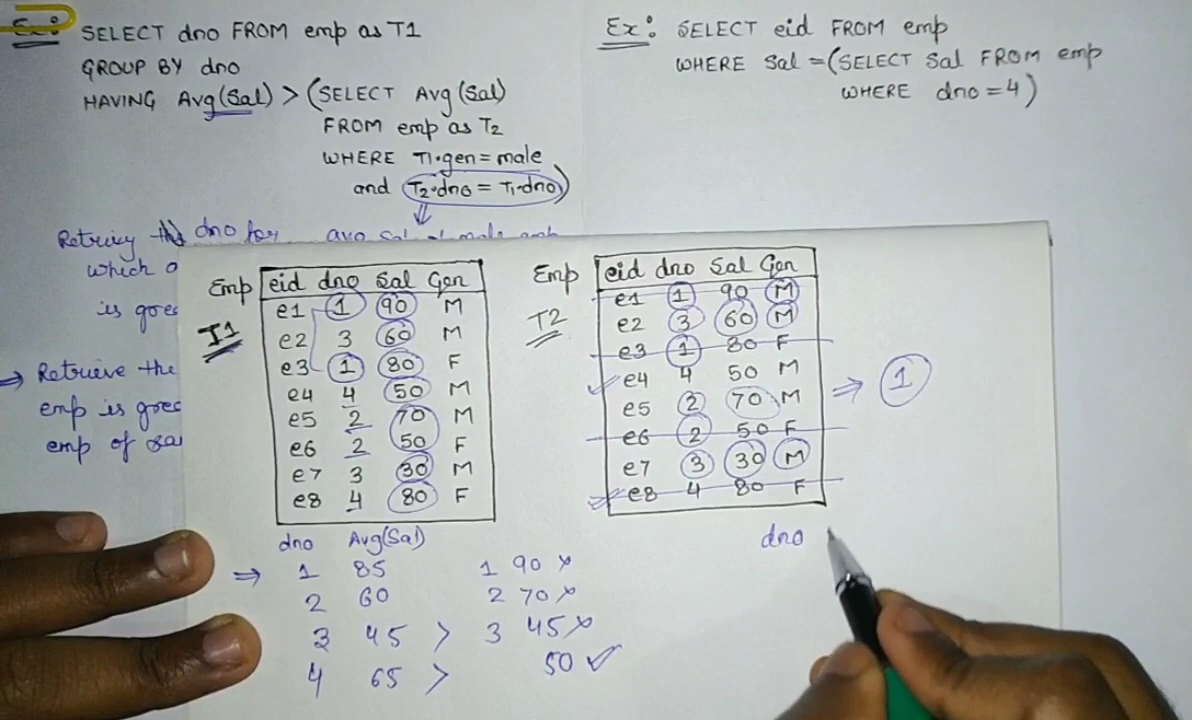 Ex: SELECT dno FROM emp as T1
GROUP BY dno
HAVING Avg(Sal) > (SELECT Avg(Sal)
FROM emp as T2
WHERE T1.gen = male
and T2.dno = T1.dno)
Ex: SELECT eid FROM emp
WHERE Sal = (SELECT Sal FROM emp
WHERE dno = 4)
dno for
which
is
→ Retrieve the
emp is
emp of
Emp eid dno Sal Gen
T1
e1 1 90 M
e2 3 60 M
e3 1 80 F
e4 4 50 M
e5 2 70 M
e6 2 50 F
e7 3 30 M
e8 4 80 F
Emp eid dno Sal Gen
T2
e1 1 90 M
e2 3 60 M
e3 1 80 F
e4 4 50 M
e5 2 70 M
e6 2 50 F
e7 3 30 M
e8 4 80 F
⇒ 1
dno Avg(Sal)
⇒ 1 85 1 90 ×
2 60 2 70 ×
3 45 > 3 45 ×
4 65 > 50 ✓
dno